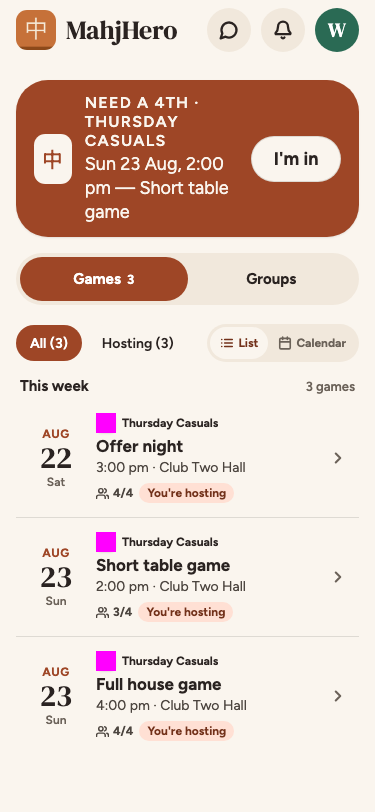 中 MahjHero W
NEED A 4TH ·
THURSDAY
CASUALS
中
Sun 23 Aug, 2:00
pm — Short table
game
I'm in
Games 3 Groups
All (3) Hosting (3) List Calendar
This week 3 games
Thursday Casuals
AUG
22
Sat
Offer night
3:00 pm · Club Two Hall
4/4 You're hosting
Thursday Casuals
AUG
23
Sun
Short table game
2:00 pm · Club Two Hall
3/4 You're hosting
Thursday Casuals
AUG
23
Sun
Full house game
4:00 pm · Club Two Hall
4/4 You're hosting